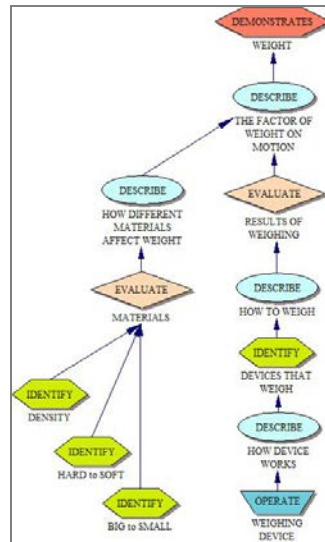 DEMONSTRATES
WEIGHT
DESCRIBE
THE FACTOR OF
WEIGHT ON
MOTION
DESCRIBE
HOW DIFFERENT
MATERIALS
AFFECT WEIGHT
EVALUATE
RESULTS OF
WEIGHING
EVALUATE
MATERIALS
DESCRIBE
HOW TO WEIGH
IDENTIFY
DEVICES THAT
WEIGH
IDENTIFY
DENSITY
DESCRIBE
HOW DEVICE
WORKS
IDENTIFY
HARD to SOFT
IDENTIFY
BIG to SMALL
OPERATE
WEIGHING
DEVICE